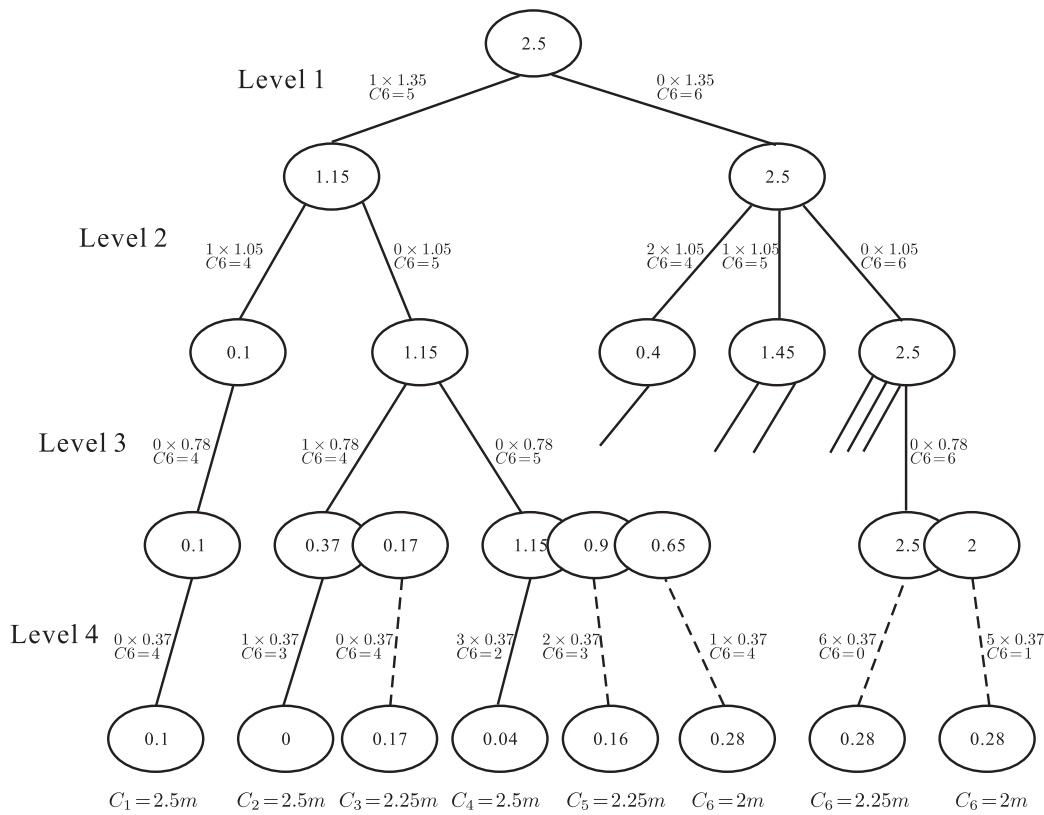 2.5
Level 1
1 × 1.35
C6=5
0 × 1.35
C6=6
1.15
2.5
Level 2
1 × 1.05
C6=4
0 × 1.05
C6=5
2 × 1.05
C6=4
1 × 1.05
C6=5
0 × 1.05
C6=6
0.1
1.15
0.4
1.45
2.5
Level 3
0 × 0.78
C6=4
1 × 0.78
C6=4
0 × 0.78
C6=5
0 × 0.78
C6=6
0.1
0.37
0.17
1.15
0.9
0.65
2.5
2
Level 4
0 × 0.37
C6=4
1 × 0.37
C6=3
0 × 0.37
C6=4
3 × 0.37
C6=2
2 × 0.37
C6=3
1 × 0.37
C6=4
6 × 0.37
C6=0
5 × 0.37
C6=1
0.1
0
0.17
0.04
0.16
0.28
0.28
0.28
C₁=2.5m
C₂=2.5m
C₃=2.25m
C₄=2.5m
C₅=2.25m
C₆=2m
C₆=2.25m
C₆=2m